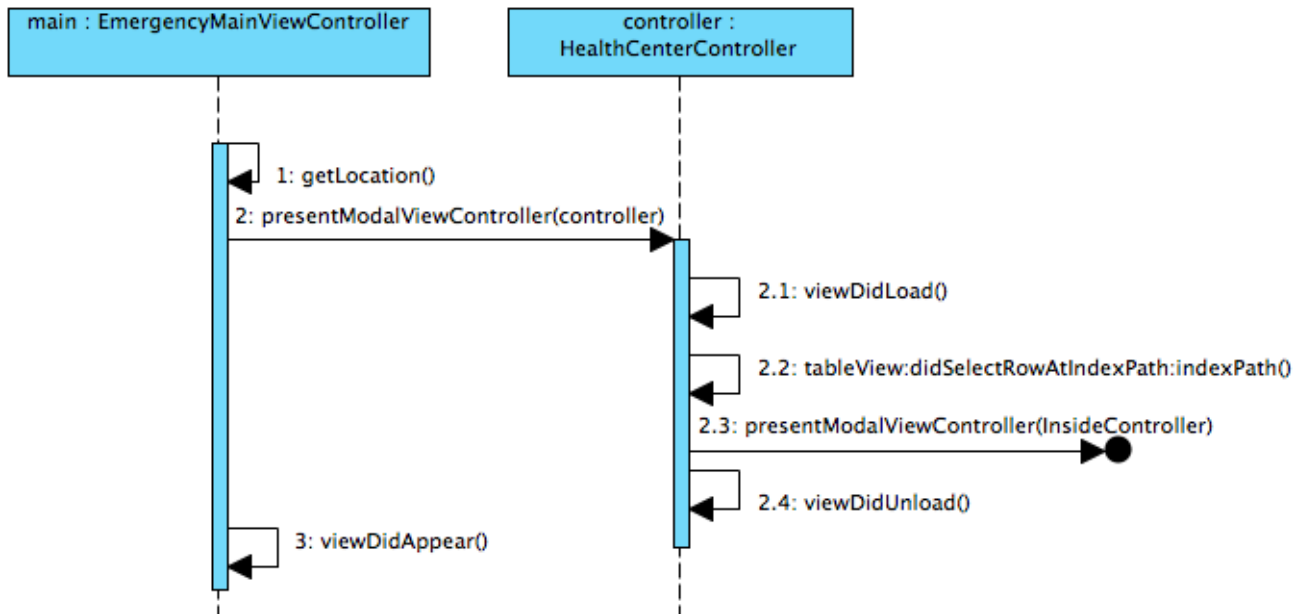 main : EmergencyMainViewController
controller :
HealthCenterController
1: getLocation()
2: presentModalViewController(controller)
2.1: viewDidLoad()
2.2: tableView:didSelectRowAtIndexPath:indexPath()
2.3: presentModalViewController(InsideController)
2.4: viewDidUnload()
3: viewDidAppear()